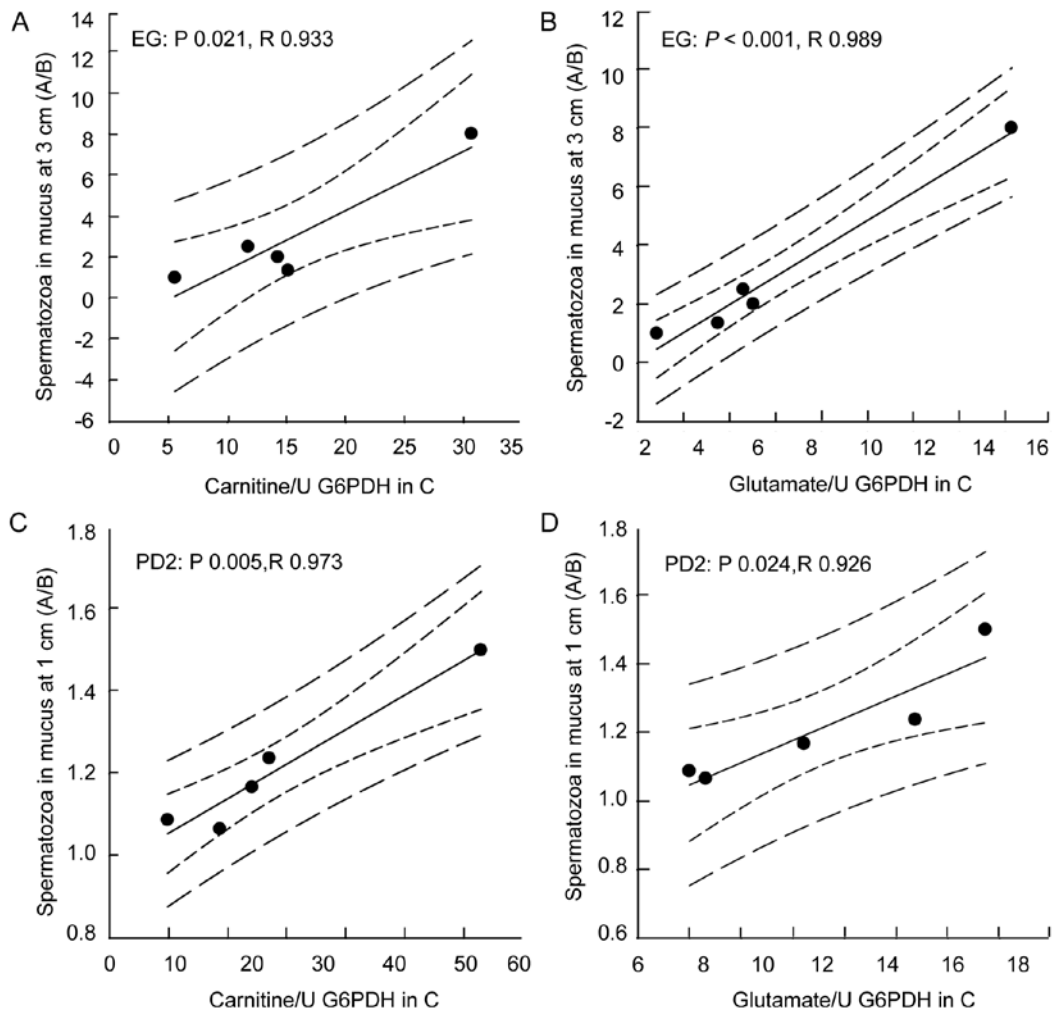 A
EG: P 0.021, R 0.933
Spermatozoa in mucus at 3 cm (A/B)
14
12
10
8
6
4
2
0
-2
-4
-6
0 5 10 15 20 25 30 35
Carnitine/U G6PDH in C
B
EG: P < 0.001, R 0.989
Spermatozoa in mucus at 3 cm (A/B)
12
10
8
6
4
2
0
-2
2 4 6 6 8 10 12 14 16
Glutamate/U G6PDH in C
C
PD2: P 0.005,R 0.973
Spermatozoa in mucus at 1 cm (A/B)
1.8
1.6
1.4
1.2
1.0
0.8
0 10 20 20 30 40 50 60
Carnitine/U G6PDH in C
D
PD2: P 0.024,R 0.926
Spermatozoa in mucus at 1 cm (A/B)
1.8
1.6
1.4
1.2
1.0
0.8
0.6
6 8 10 12 14 16 18
Glutamate/U G6PDH in C